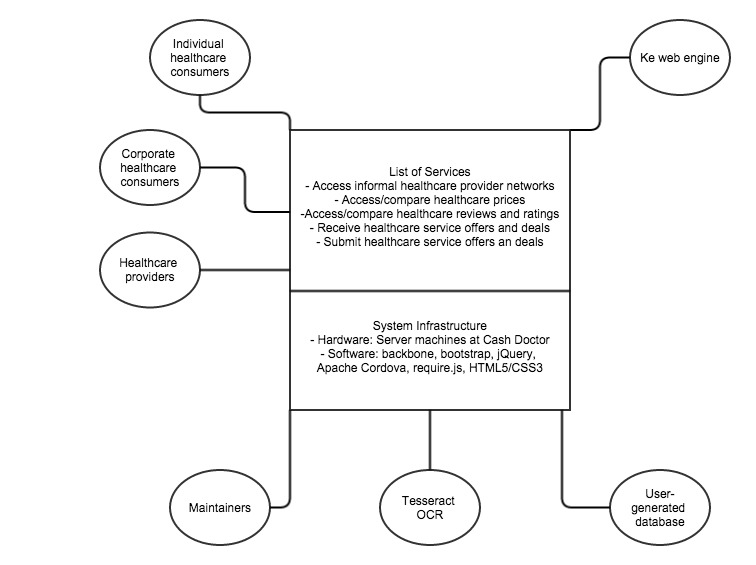 Individual
healthcare
consumers
Ke web engine
Corporate
healthcare
consumers
List of Services
- Access informal healthcare provider networks
- Access/compare healthcare prices
-Access/compare healthcare reviews and ratings
- Receive healthcare service offers and deals
- Submit healthcare service offers an deals
Healthcare
providers
System Infrastructure
- Hardware: Server machines at Cash Doctor
- Software: backbone, bootstrap, jQuery,
Apache Cordova, require.js, HTML5/CSS3
Maintainers
Tesseract
OCR
User-
generated
database